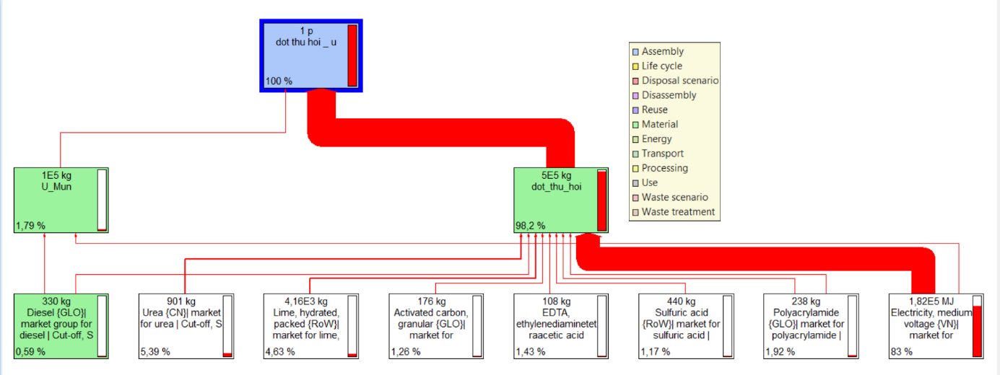 1 p
dot thu hoi _ u
100 %
Assembly
Life cycle
Disposal scenario
Disassembly
Reuse
Material
Energy
Transport
Processing
Use
Waste scenario
Waste treatment
1E5 kg
U_Mun
1,79 %
5E5 kg
dot_thu_hoi
98,2 %
330 kg
Diesel {GLO}|
market group for
diesel | Cut-off, S
0,59 %
901 kg
Urea {CN}| market
for urea | Cut-off, S
5,39 %
4,16E3 kg
Lime, hydrated,
packed {RoW}|
market for lime,
4,63 %
176 kg
Activated carbon,
granular {GLO}|
market for
1,26 %
108 kg
EDTA,
ethylenediaminetet
raacetic acid
1,43 %
440 kg
Sulfuric acid
{RoW}| market for
sulfuric acid |
1,17 %
238 kg
Polyacrylamide
{GLO}| market for
polyacrylamide |
1,92 %
1,82E5 MJ
Electricity, medium
voltage {VN}|
market for
83 %